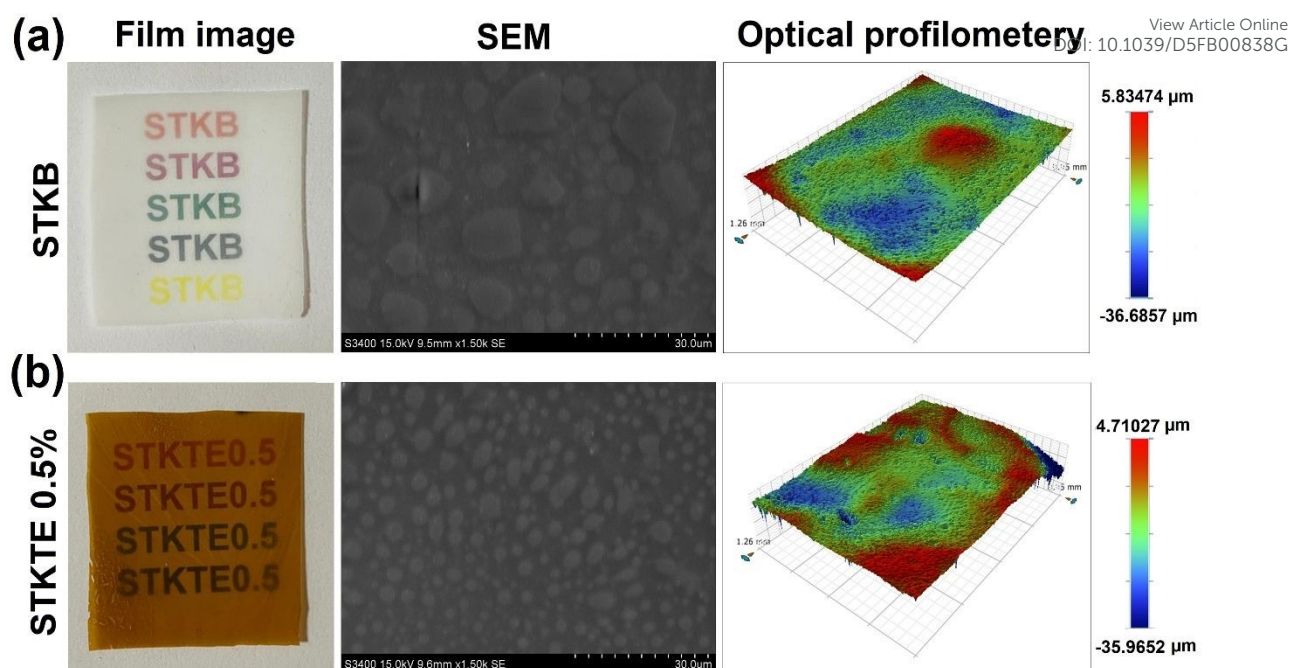 (a)
Film image
SEM
Optical profilometery
View Article Online
DOI: 10.1039/D5FB00838G
STKB
STKB
STKB
STKB
STKB
STKB
S3400 15.0kV 9.5mm x1.50k SE
30.0um
1.26 mm
5.83474 µm
-36.6857 µm
(b)
STKTE 0.5%
STKTE0.5
STKTE0.5
STKTE0.5
STKTE0.5
S3400 15.0kV 9.6mm x1.50k SE
30.0um
1.26 mm
4.71027 µm
-35.9652 µm